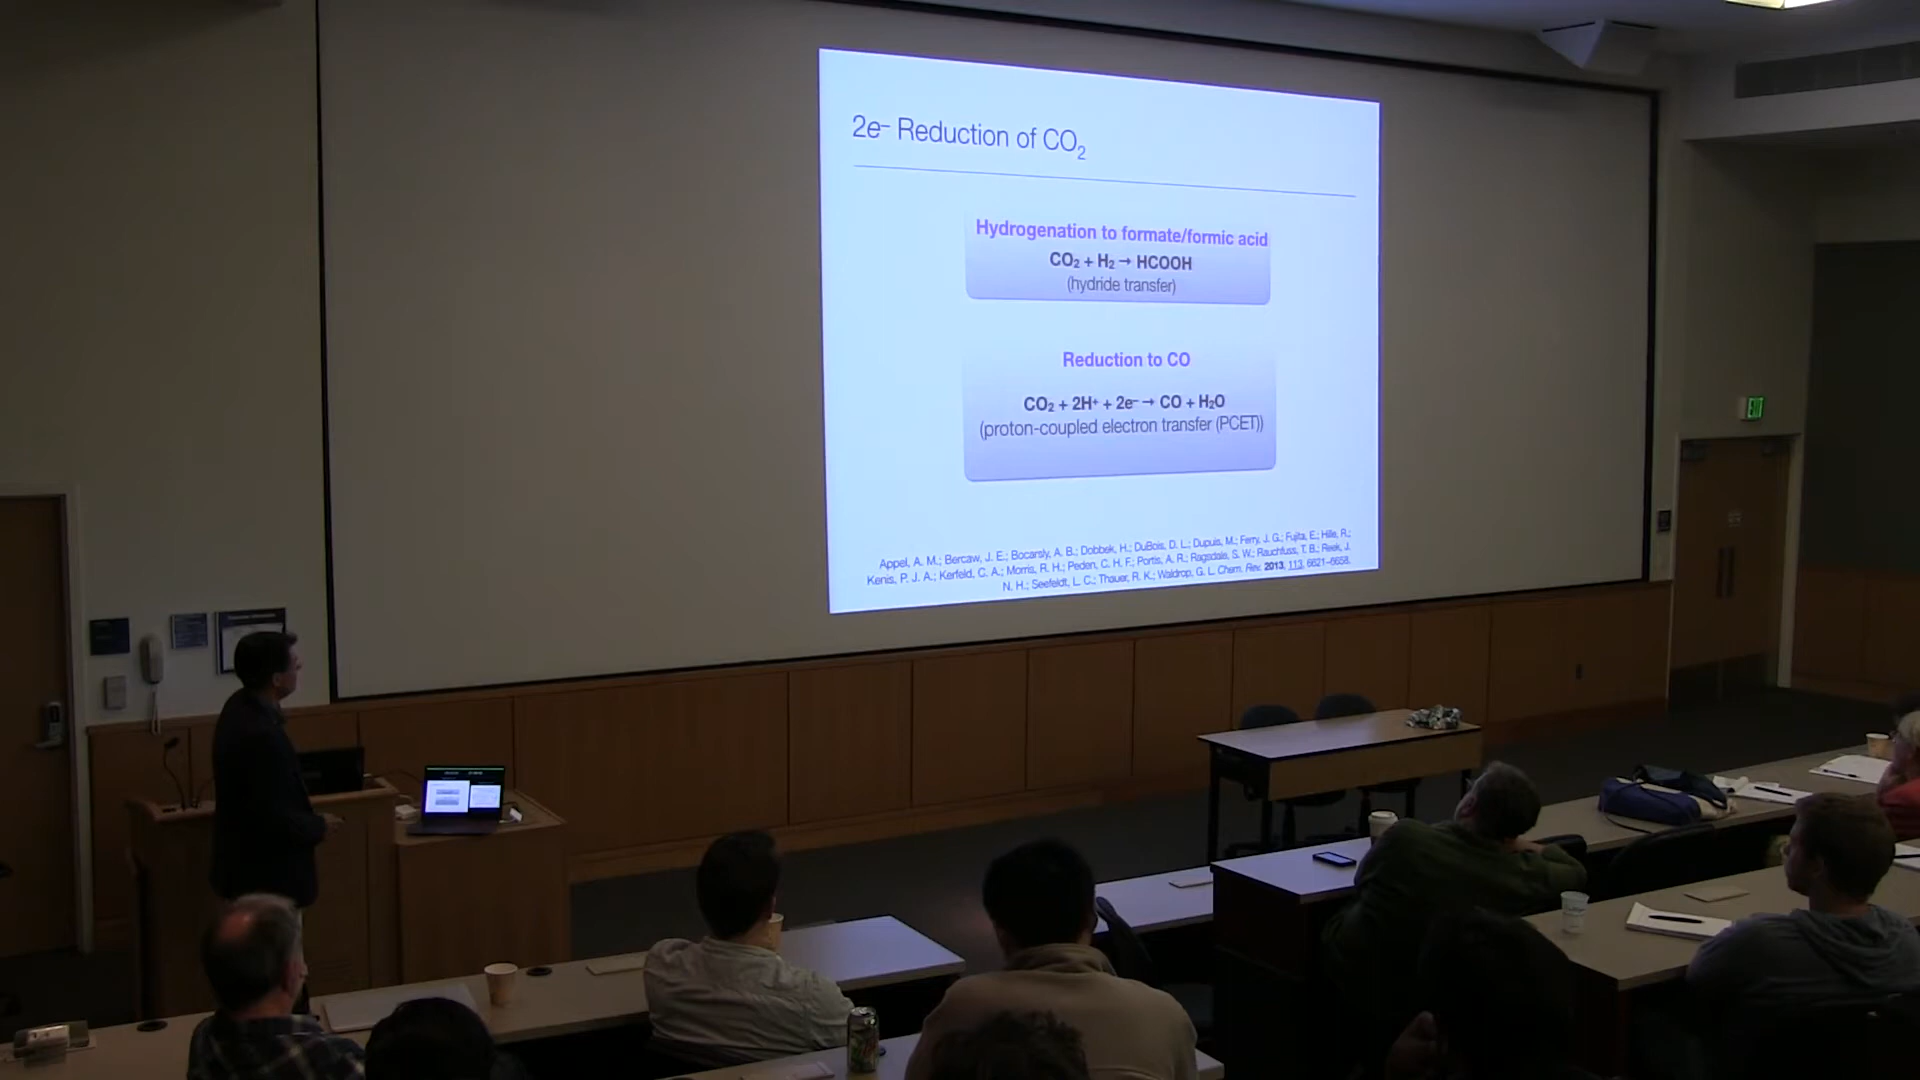 2e– Reduction of CO₂
Hydrogenation to formate/formic acid
CO₂ + H₂ → HCOOH
(hydride transfer)
Reduction to CO
CO₂ + 2H⁺ + 2e⁻ → CO + H₂O
(proton-coupled electron transfer (PCET))
Appel, A. M.; Bercaw, J. E.; Bocarsly, A. B.; Dobbek, H.; DuBois, D. L.; Dupuis, M.; Ferry, J. G.; Fujita, E.; Hille, R.;
Kenis, P. J. A.; Kerfeld, C. A.; Morris, R. H.; Peden, C. H. F.; Portis, A. R.; Ragsdale, S. W.; Rauchfuss, T. B.; Reek, J.
N. H.; Seefeldt, L. C.; Thauer, R. K.; Waldrop, G. L. Chem. Rev. 2013, 113, 6621–6658.
EXIT